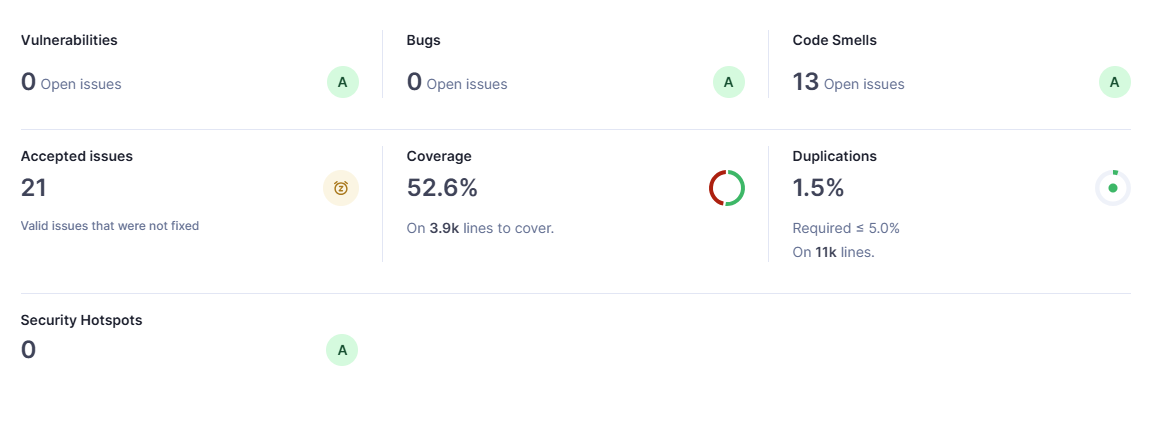 Vulnerabilities
0 Open issues
A
Bugs
0 Open issues
A
Code Smells
13 Open issues
A
Accepted issues
21
Valid issues that were not fixed
Coverage
52.6%
On 3.9k lines to cover.
Duplications
1.5%
Required ≤ 5.0%
On 11k lines.
Security Hotspots
0
A